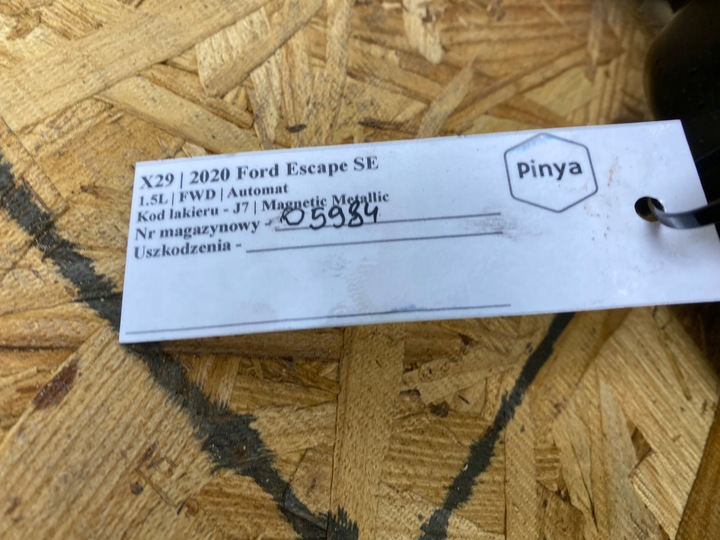 X29 | 2020 Ford Escape SE
1.5L | FWD | Automat
Kod lakieru - J7 | Magnetic Metallic
Nr magazynowy - 05984
Uszkodzenia -
Pinya